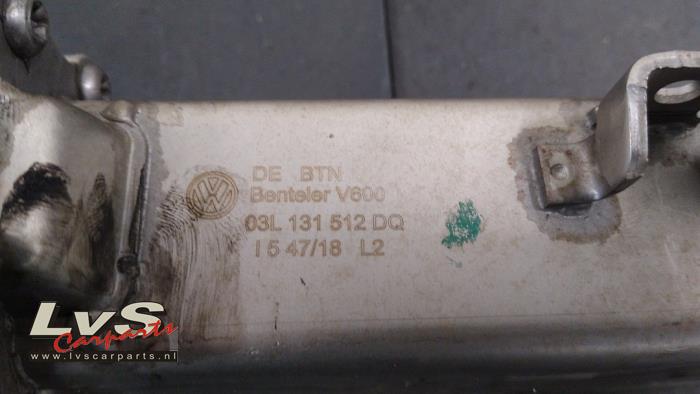 DE BTN
Benteler V600
03L 131 512 DQ
I 5 47/18 L2
LvS
Carparts
www.lvscarparts.nl